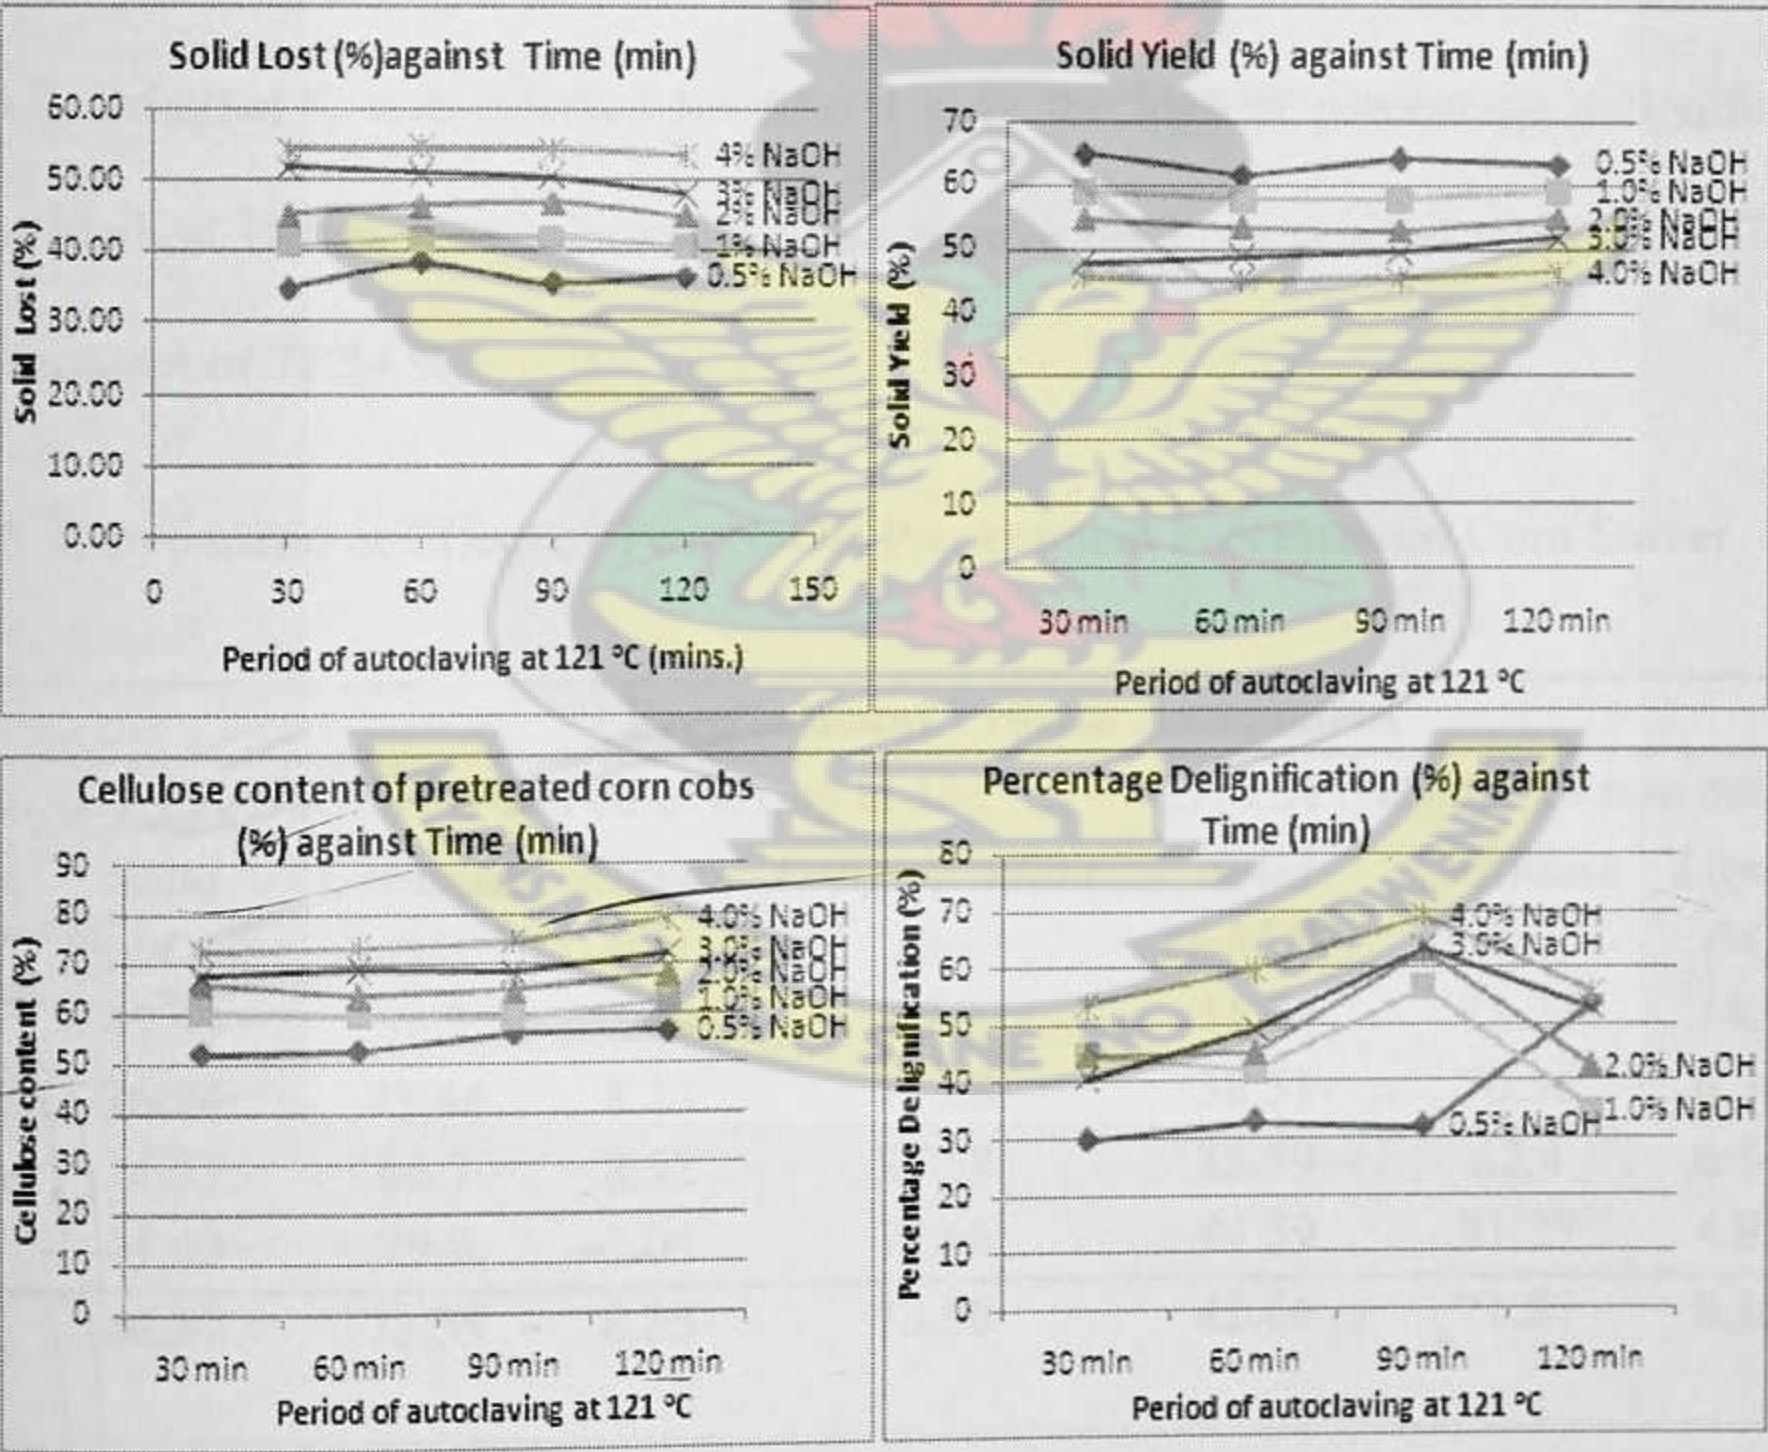 Solid Lost (%)against Time (min)
60.00
50.00
40.00
30.00
20.00
10.00
0.00
Solid Lost (%)
4% NaOH
3% NaOH
2% NaOH
1% NaOH
0.5% NaOH
0 30 60 90 120 150
Period of autoclaving at 121 °C (mins.)
Solid Yield (%) against Time (min)
70
60
50
40
30
20
10
0
Solid Yield (%)
0.5% NaOH
1.0% NaOH
2.0% NaOH
3.0% NaOH
4.0% NaOH
30 min 60 min 90 min 120 min
Period of autoclaving at 121 °C
Cellulose content of pretreated corn cobs
(%) against Time (min)
90
80
70
60
50
40
30
20
10
0
Cellulose content (%)
4.0% NaOH
3.0% NaOH
2.0% NaOH
1.0% NaOH
0.5% NaOH
30 min 60 min 90 min 120 min
Period of autoclaving at 121 °C
Percentage Delignification (%) against
Time (min)
80
70
60
50
40
30
20
10
0
Percentage Delignification (%)
4.0% NaOH
3.0% NaOH
2.0% NaOH
1.0% NaOH
0.5% NaOH
30 min 60 min 90 min 120 min
Period of autoclaving at 121 °C
NO
BADWENMA